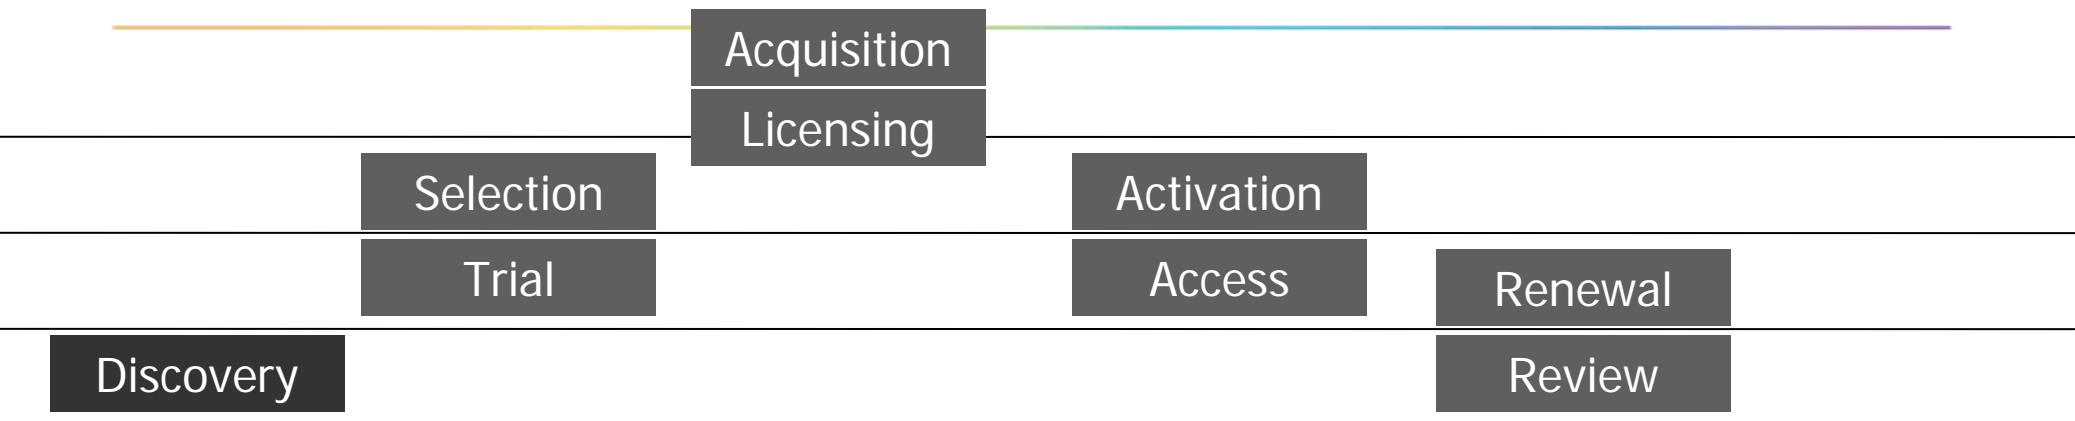 Acquisition
Licensing
Selection
Activation
Trial
Access
Renewal
Discovery
Review